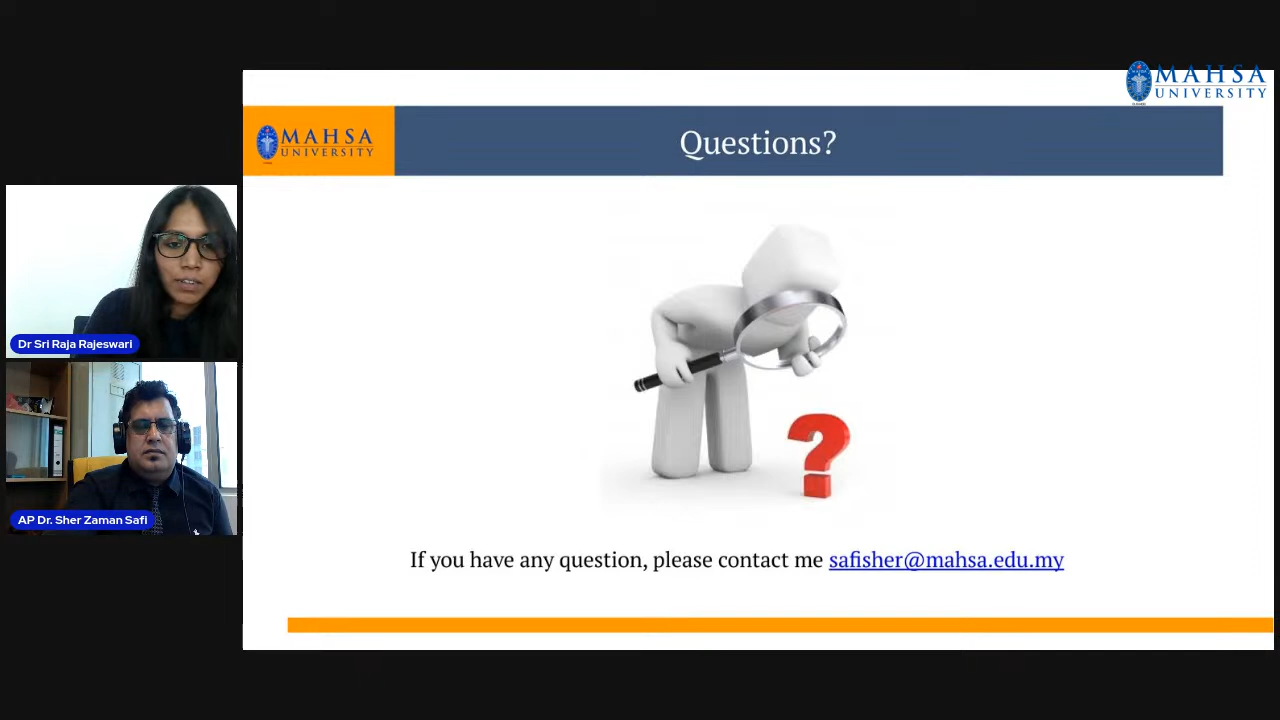 MAHSA
UNIVERSITY
MAHSA
UNIVERSITY
Questions?
Dr Sri Raja Rajeswari
AP Dr. Sher Zaman Safi
If you have any question, please contact me safisher@mahsa.edu.my